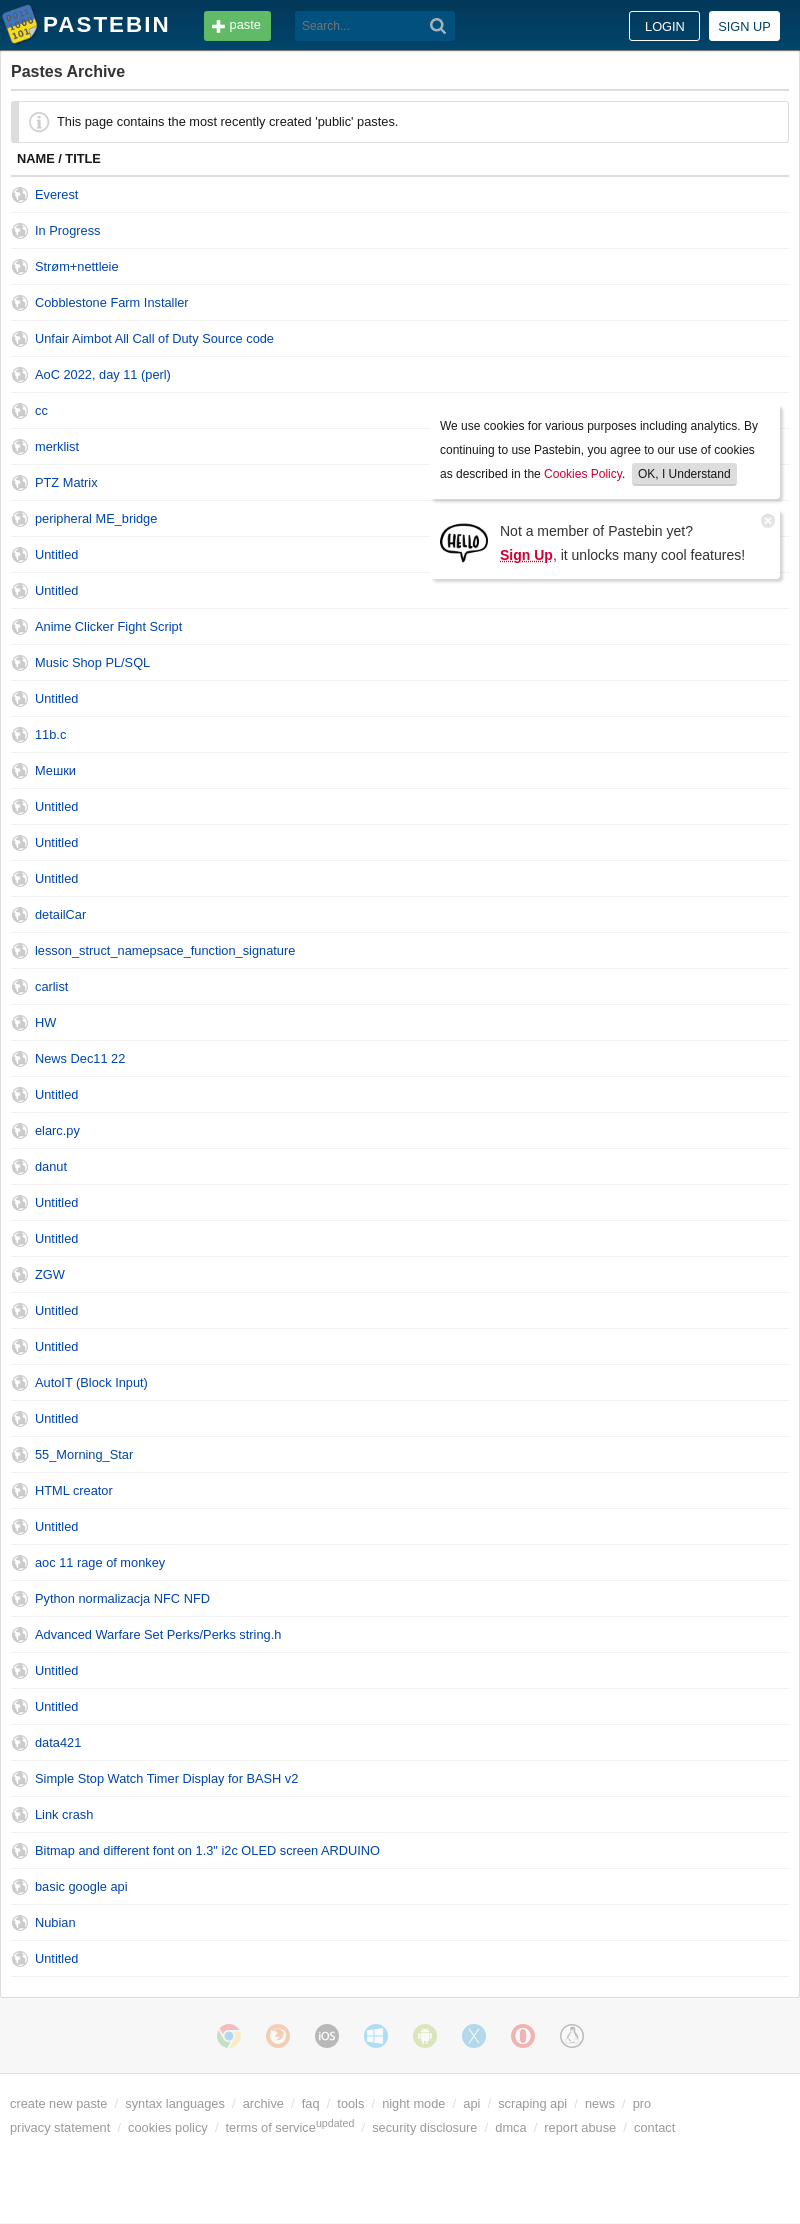 PASTEBIN paste Search... LOGIN SIGN UP
Pastes Archive
This page contains the most recently created 'public' pastes.
NAME / TITLE
Everest
In Progress
Strøm+nettleie
Cobblestone Farm Installer
Unfair Aimbot All Call of Duty Source code
AoC 2022, day 11 (perl)
cc
merklist
PTZ Matrix
peripheral ME_bridge
Untitled
Untitled
Anime Clicker Fight Script
Music Shop PL/SQL
Untitled
11b.c
Мешки
Untitled
Untitled
Untitled
detailCar
lesson_struct_namepsace_function_signature
carlist
HW
News Dec11 22
Untitled
elarc.py
danut
Untitled
Untitled
ZGW
Untitled
Untitled
AutoIT (Block Input)
Untitled
55_Morning_Star
HTML creator
Untitled
aoc 11 rage of monkey
Python normalizacja NFC NFD
Advanced Warfare Set Perks/Perks string.h
Untitled
Untitled
data421
Simple Stop Watch Timer Display for BASH v2
Link crash
Bitmap and different font on 1.3" i2c OLED screen ARDUINO
basic google api
Nubian
Untitled
We use cookies for various purposes including analytics. By
continuing to use Pastebin, you agree to our use of cookies
as described in the Cookies Policy. OK, I Understand
HELLO
Not a member of Pastebin yet?
Sign Up, it unlocks many cool features!
iOS
create new paste / syntax languages / archive / faq / tools / night mode / api / scraping api / news / pro
privacy statement / cookies policy / terms of service updated / security disclosure / dmca / report abuse / contact